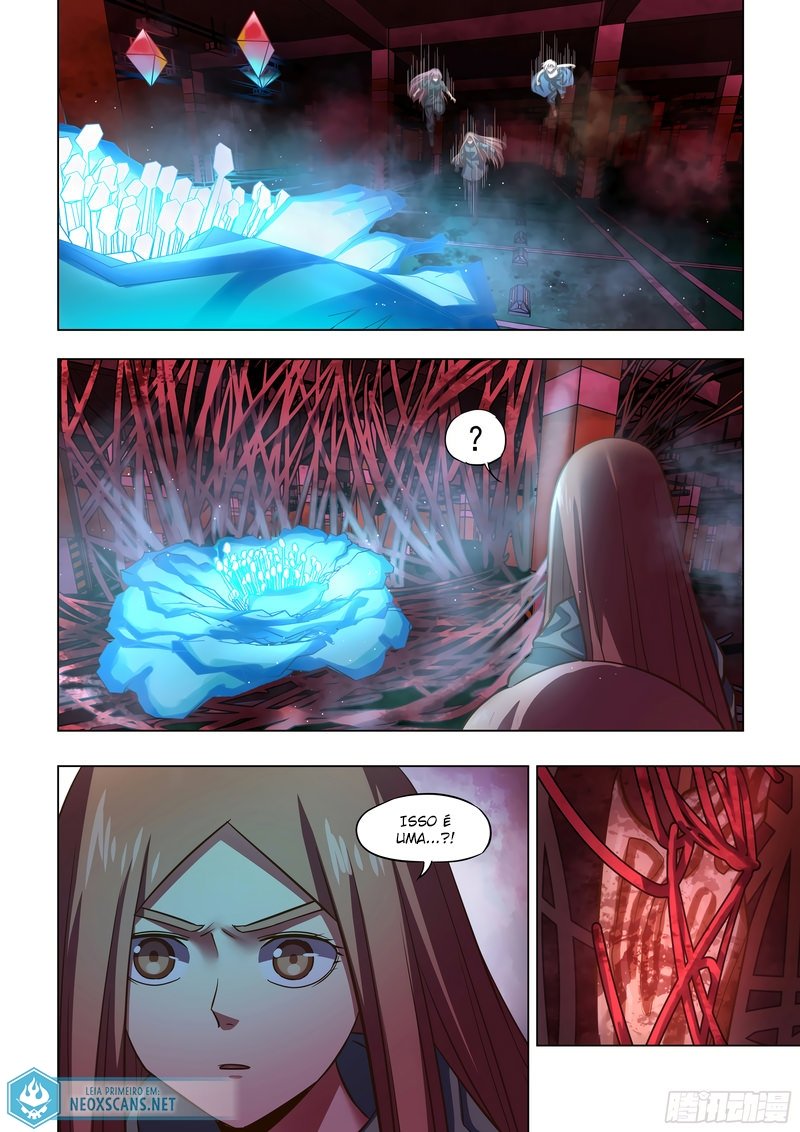 ?
ISSO É
UMA...?!
LEIA PRIMEIRO EM:
NEOXSCANS.NET
腾讯动漫